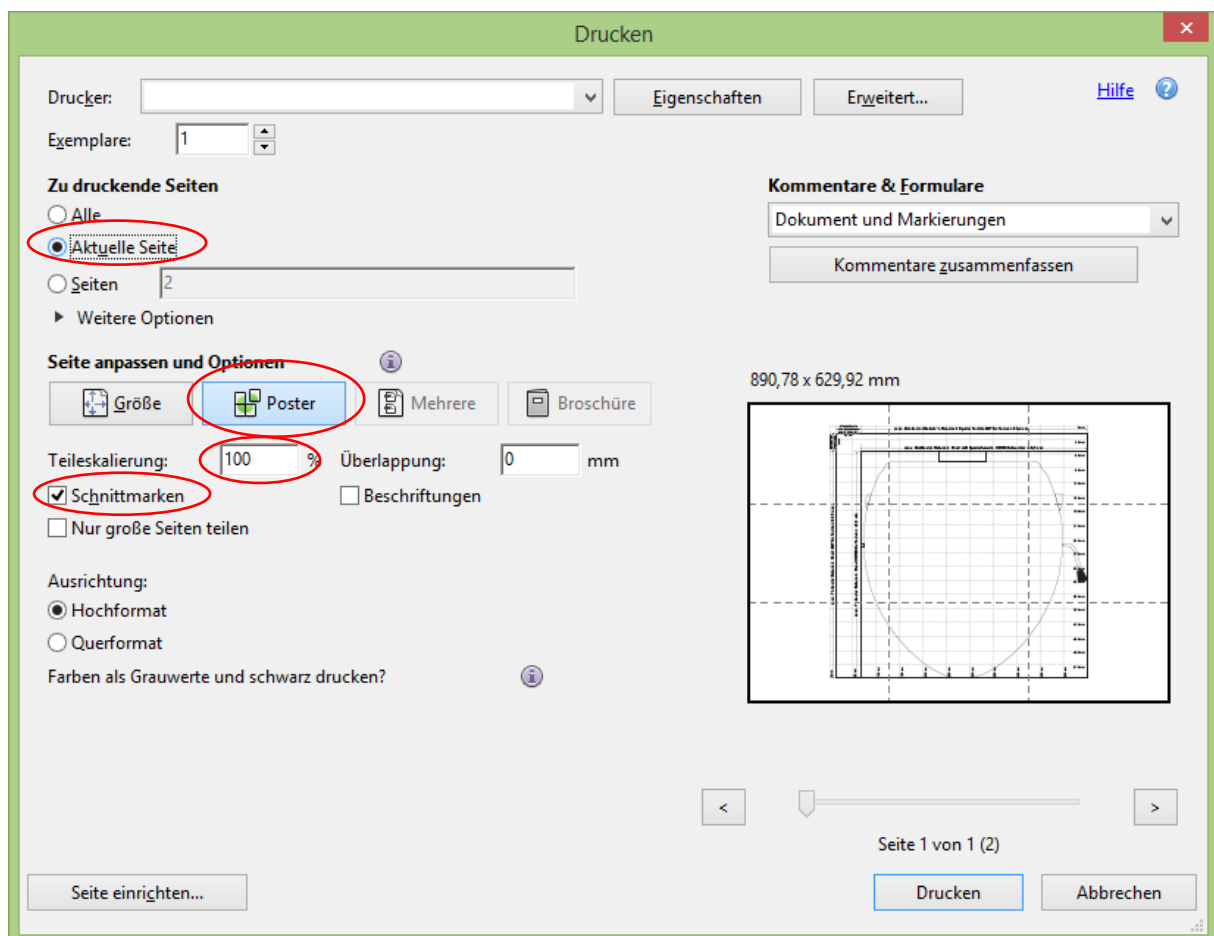 Drucken
Drucker: Eigenschaften Erweitert... Hilfe
Exemplare: 1
Zu druckende Seiten
Alle
Aktuelle Seite
Seiten 2
Weitere Optionen
Kommentare & Formulare
Dokument und Markierungen
Kommentare zusammenfassen
Seite anpassen und Optionen
Größe Poster Mehrere Broschüre
Teileskalierung: 100 % Überlappung: 0 mm
Schnittmarken Beschriftungen
Nur große Seiten teilen
Ausrichtung:
Hochformat
Querformat
Farben als Grauwerte und schwarz drucken?
890,78 x 629,92 mm
< >
Seite 1 von 1 (2)
Seite einrichten... Drucken Abbrechen